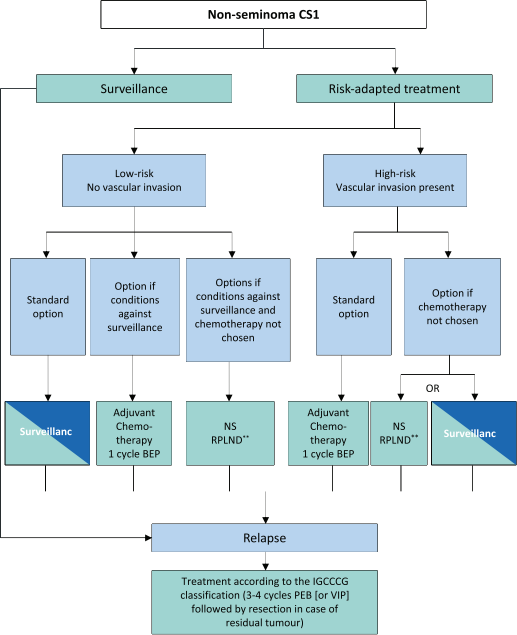 Non-seminoma CS1
Surveillance
Risk-adapted treatment
Low-risk
No vascular invasion
High-risk
Vascular invasion present
Standard
option
Option if
conditions
against
surveillance
Options if
conditions against
surveillance and
chemotherapy not
chosen
Standard
option
Option if
chemotherapy
not chosen
OR
Surveillanc
Adjuvant
Chemo-
therapy
1 cycle BEP
NS
RPLND**
Adjuvant
Chemo-
therapy
1 cycle BEP
NS
RPLND**
Surveillanc
Relapse
Treatment according to the IGCCCG
classification (3-4 cycles PEB [or VIP]
followed by resection in case of
residual tumour)